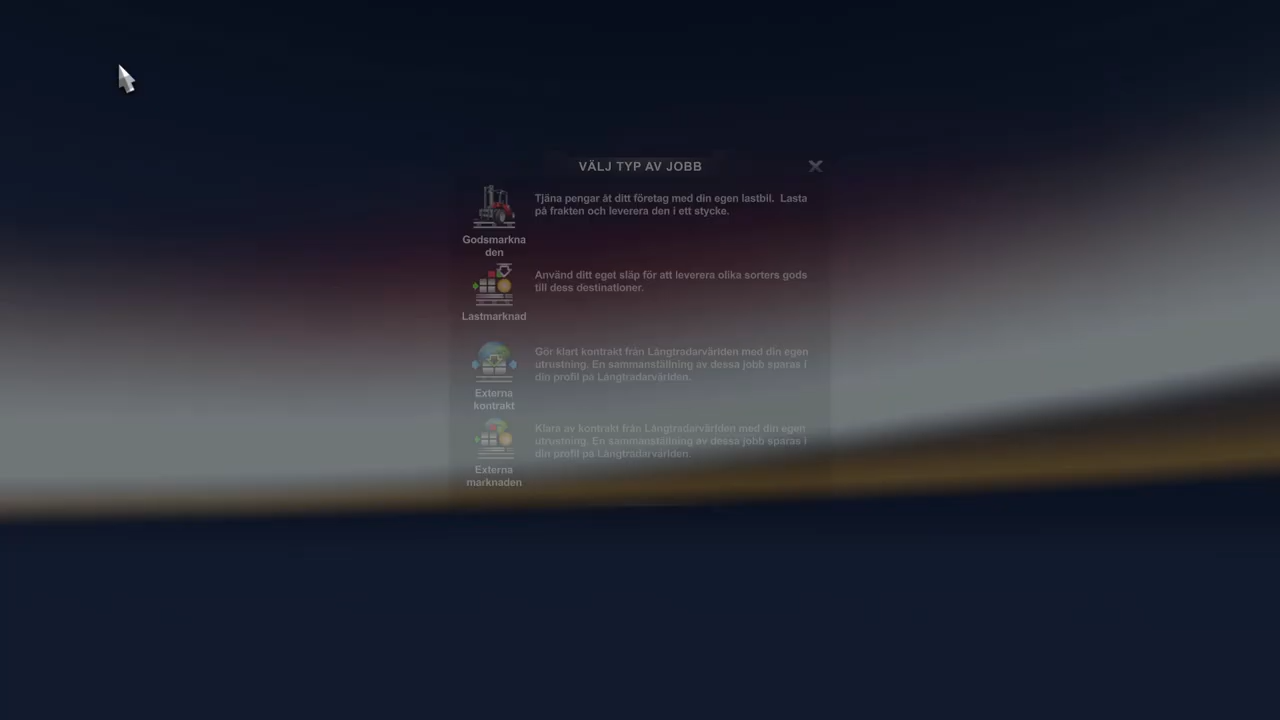 VÄLJ TYP AV JOBB
Tjäna pengar åt ditt företag med din egen lastbil. Lasta
på frakten och leverera den i ett stycke.
Godsmarkna
den
Använd ditt eget släp för att leverera olika sorters gods
till dess destinationer.
Lastmarknad
Gör klart kontrakt från Långtradarvärlden med din egen
utrustning. En sammanställning av dessa jobb sparas i
din profil på Långtradarvärlden.
Externa
kontrakt
Klara av kontrakt från Långtradarvärlden med din egen
utrustning. En sammanställning av dessa jobb sparas i
din profil på Långtradarvärlden.
Externa
marknaden